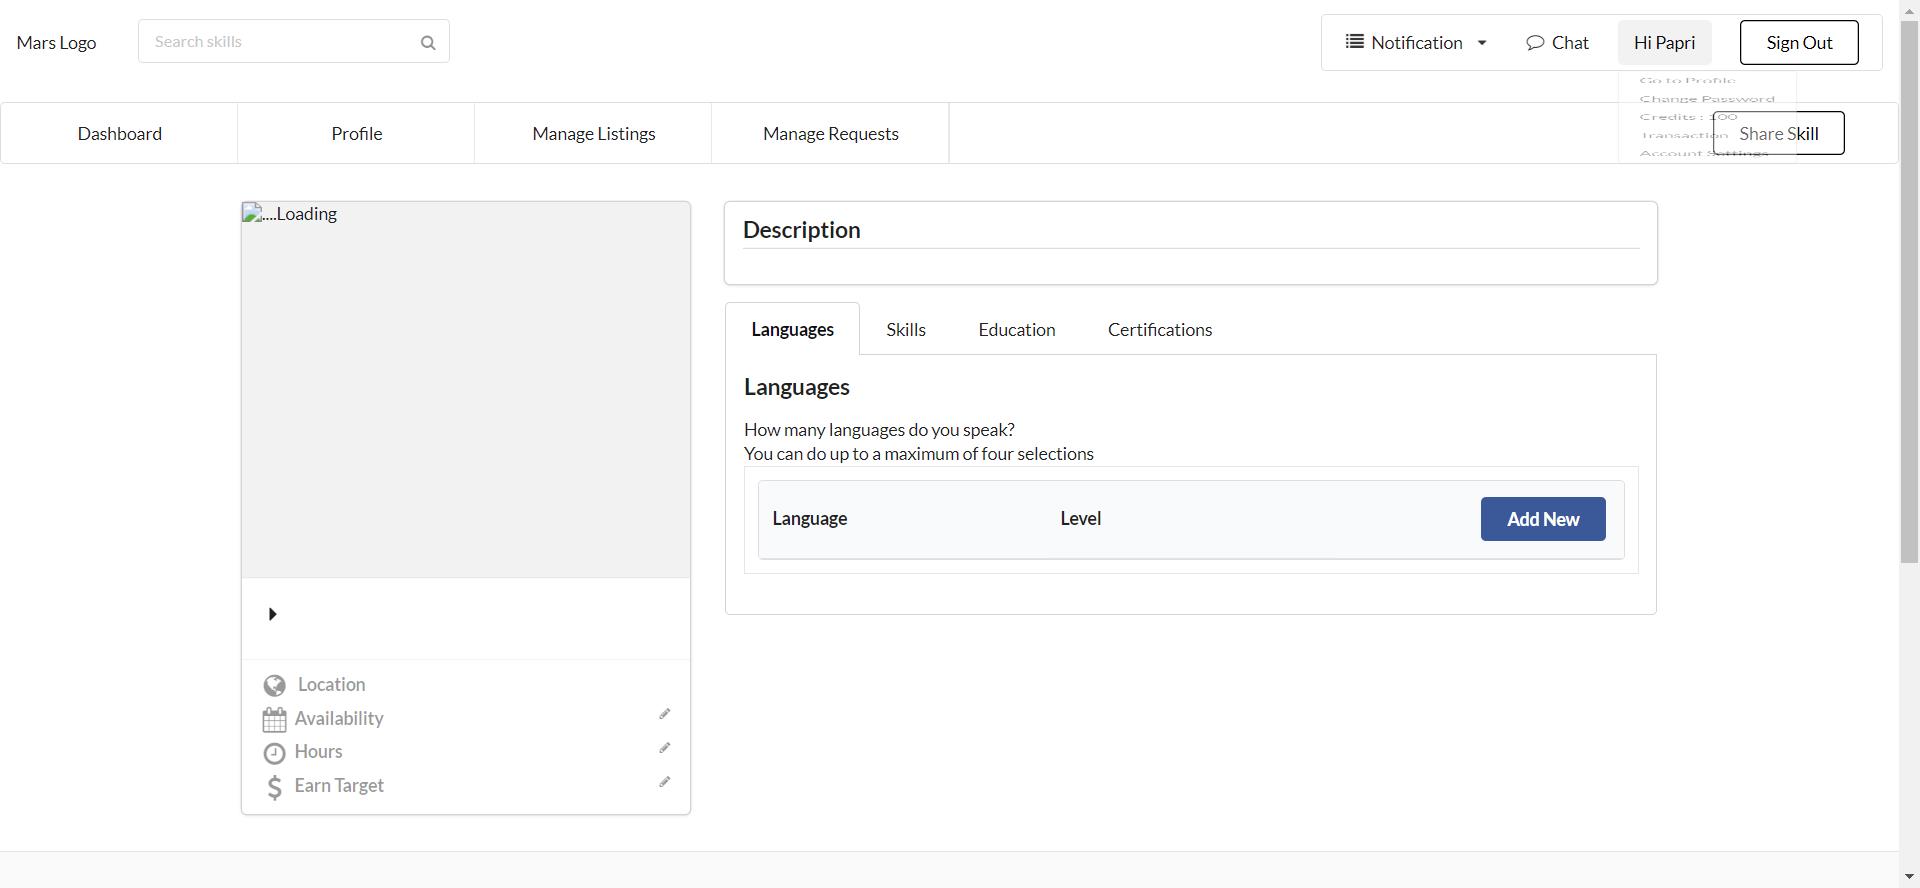 Mars Logo
Search skills
Notification
Chat
Hi Papri
Sign Out
Go to Profile
Change Password
Credits : 100
Transaction
Account Settings
Dashboard
Profile
Manage Listings
Manage Requests
Share Skill
....Loading
Location
Availability
Hours
Earn Target
Description
Languages
Skills
Education
Certifications
Languages
How many languages do you speak?
You can do up to a maximum of four selections
Language
Level
Add New